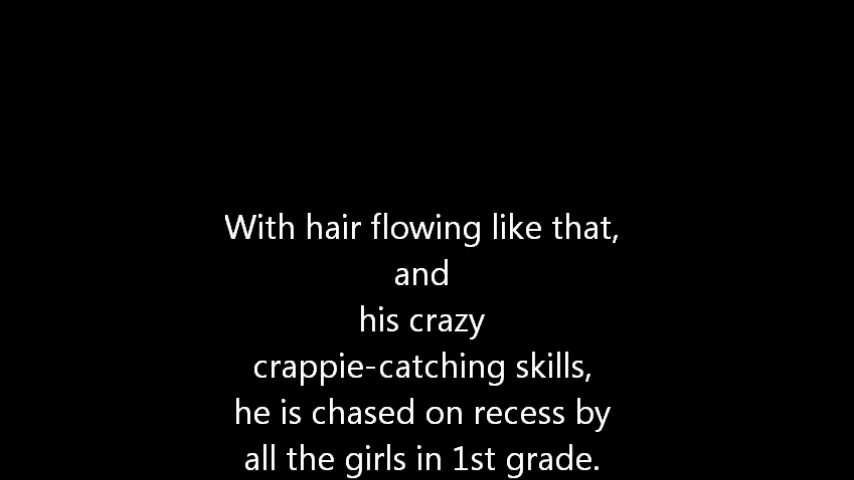 With hair flowing like that,
and
his crazy
crappie-catching skills,
he is chased on recess by
all the girls in 1st grade.